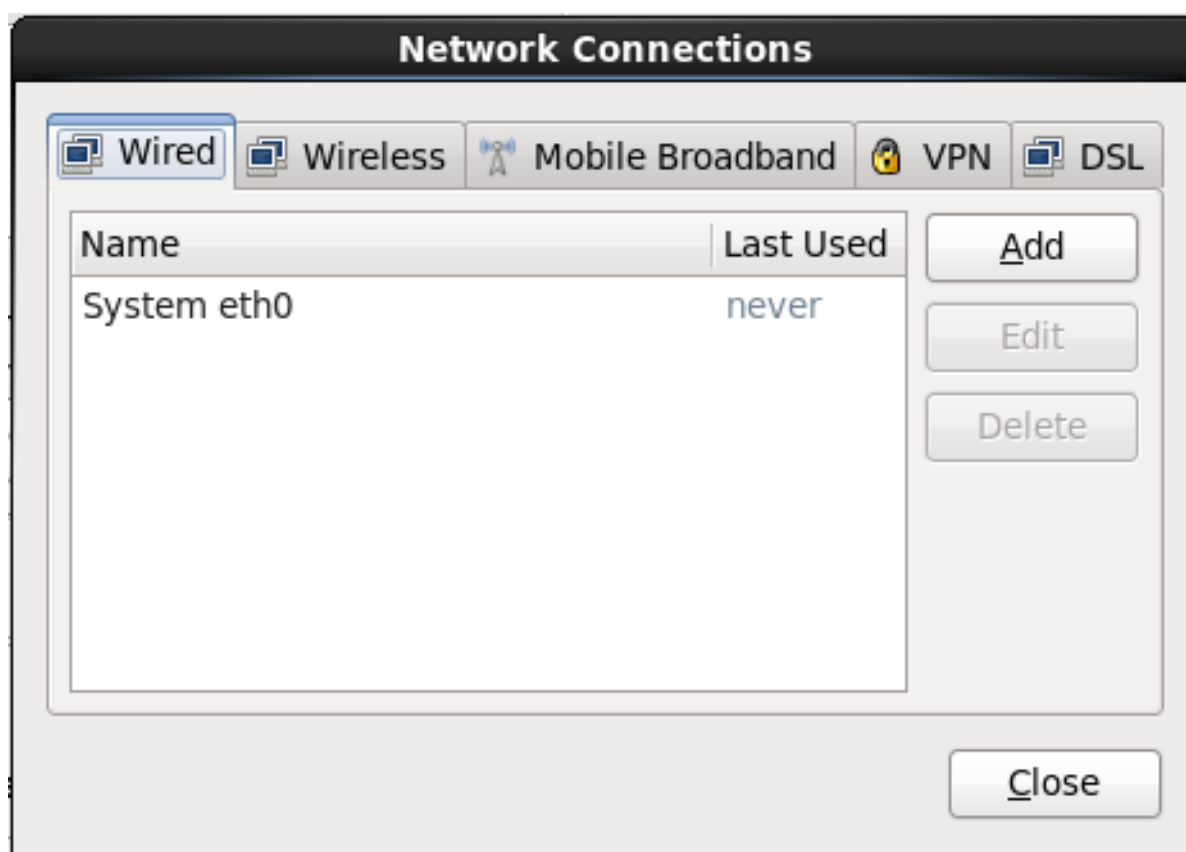 Network Connections
Wired Wireless Mobile Broadband VPN DSL
Name Last Used
System eth0 never
Add
Edit
Delete
Close